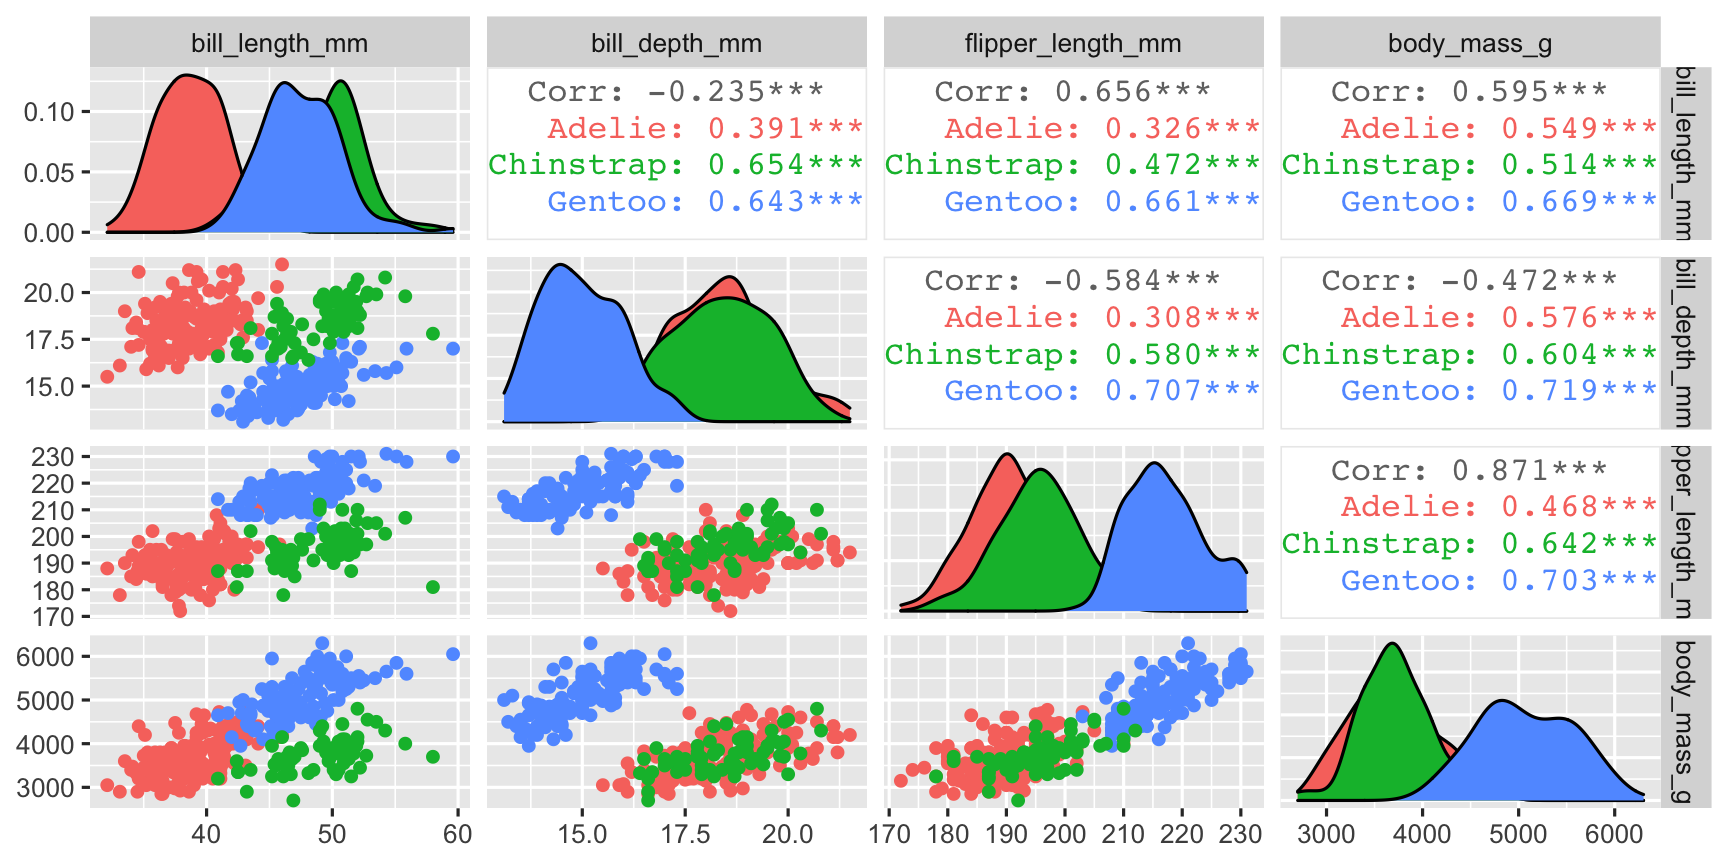 bill_length_mm
bill_depth_mm
flipper_length_mm
body_mass_g
0.10
0.05
0.00
Corr: -0.235***
Adelie: 0.391***
Chinstrap: 0.654***
Gentoo: 0.643***
Corr: 0.656***
Adelie: 0.326***
Chinstrap: 0.472***
Gentoo: 0.661***
Corr: 0.595***
Adelie: 0.549***
Chinstrap: 0.514***
Gentoo: 0.669***
bill_length_mm
20.0
17.5
15.0
Corr: -0.584***
Adelie: 0.308***
Chinstrap: 0.580***
Gentoo: 0.707***
Corr: -0.472***
Adelie: 0.576***
Chinstrap: 0.604***
Gentoo: 0.719***
bill_depth_mm
230
220
210
200
190
180
170
Corr: 0.871***
Adelie: 0.468***
Chinstrap: 0.642***
Gentoo: 0.703***
pper_length_m
6000
5000
4000
3000
body_mass_g
40 50 60
15.0 17.5 20.0
170 180 190 200 210 220 230
3000 4000 5000 6000